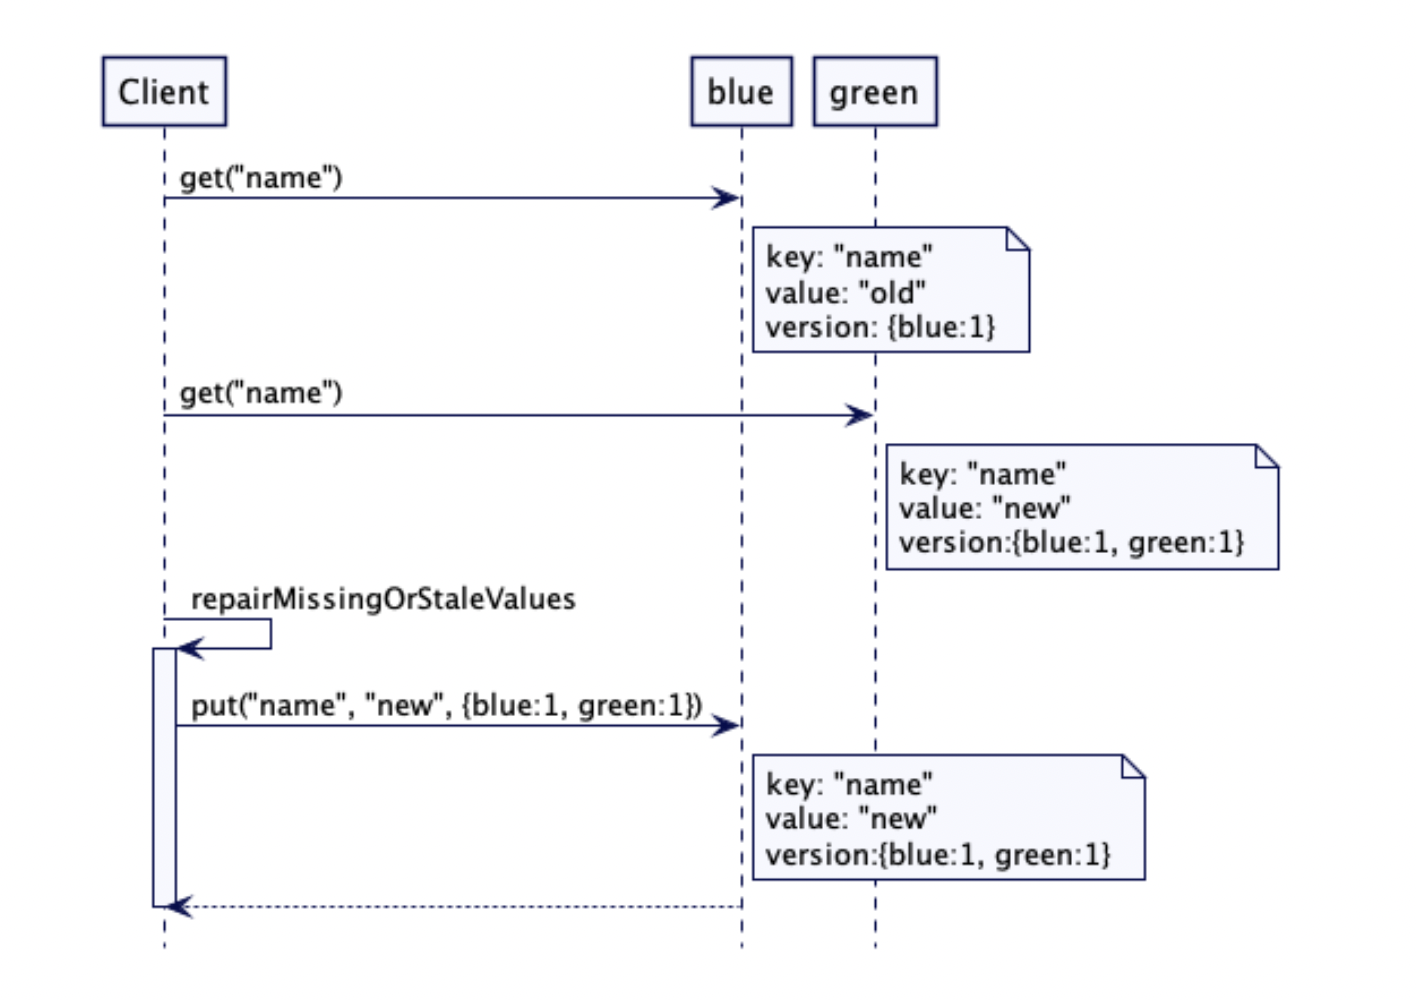 Client
blue
green
get("name")
key: "name"
value: "old"
version: {blue:1}
get("name")
key: "name"
value: "new"
version:{blue:1, green:1}
repairMissingOrStaleValues
put("name", "new", {blue:1, green:1})
key: "name"
value: "new"
version:{blue:1, green:1}